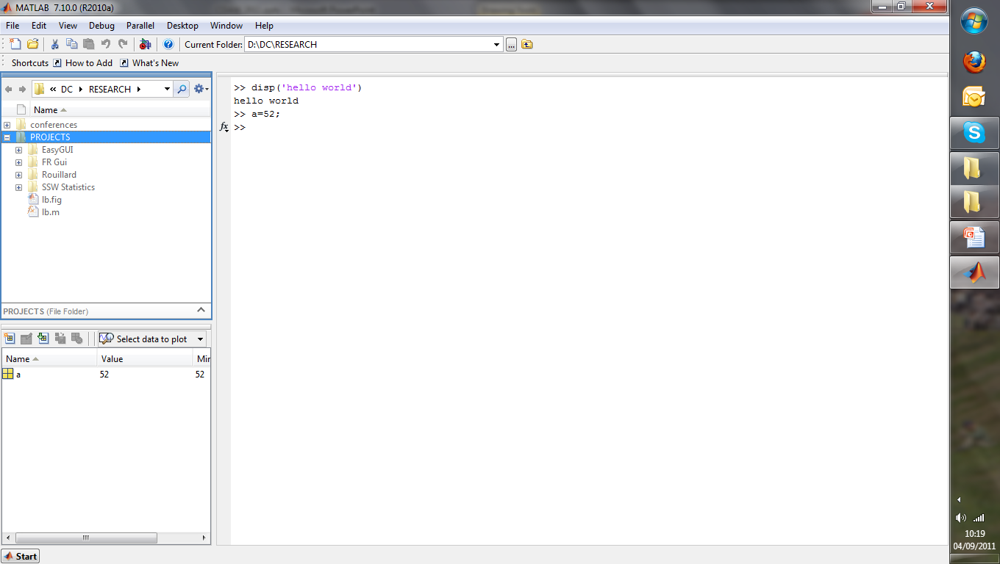 MATLAB 7.10.0 (R2010a)
File Edit View Debug Parallel Desktop Window Help
Current Folder: D:\DC\RESEARCH ...
Shortcuts How to Add What's New
« DC RESEARCH
Name
conferences
PROJECTS
EasyGUI
FR Gui
Rouillard
SSW Statistics
lb.fig
lb.m
PROJECTS (File Folder)
Select data to plot
Name Value
a 52 52
Start
>> disp('hello world')
hello world
>> a=52;
fx >>
10:19
04/09/2011